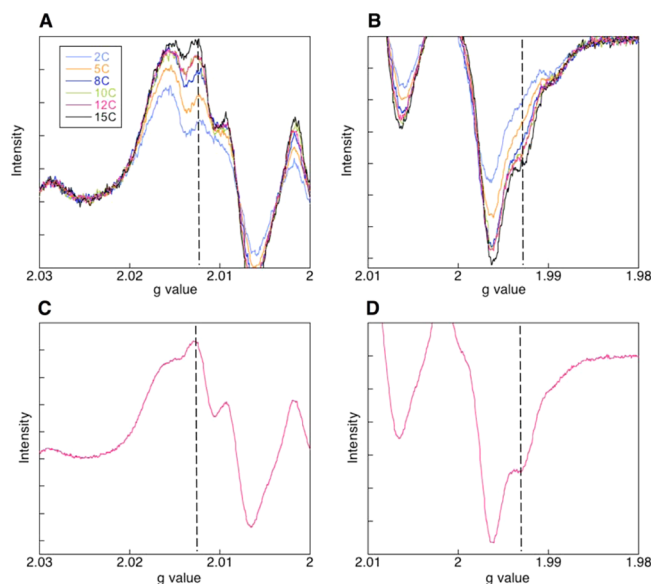 A
B
2C
5C
8C
10C
12C
15C
Intensity
Intensity
2.03
2.02
2.01
2
2.01
2
1.99
1.98
g value
g value
C
D
Intensity
Intensity
2.03
2.02
2.01
2
2.01
2
1.99
1.98
g value
g value